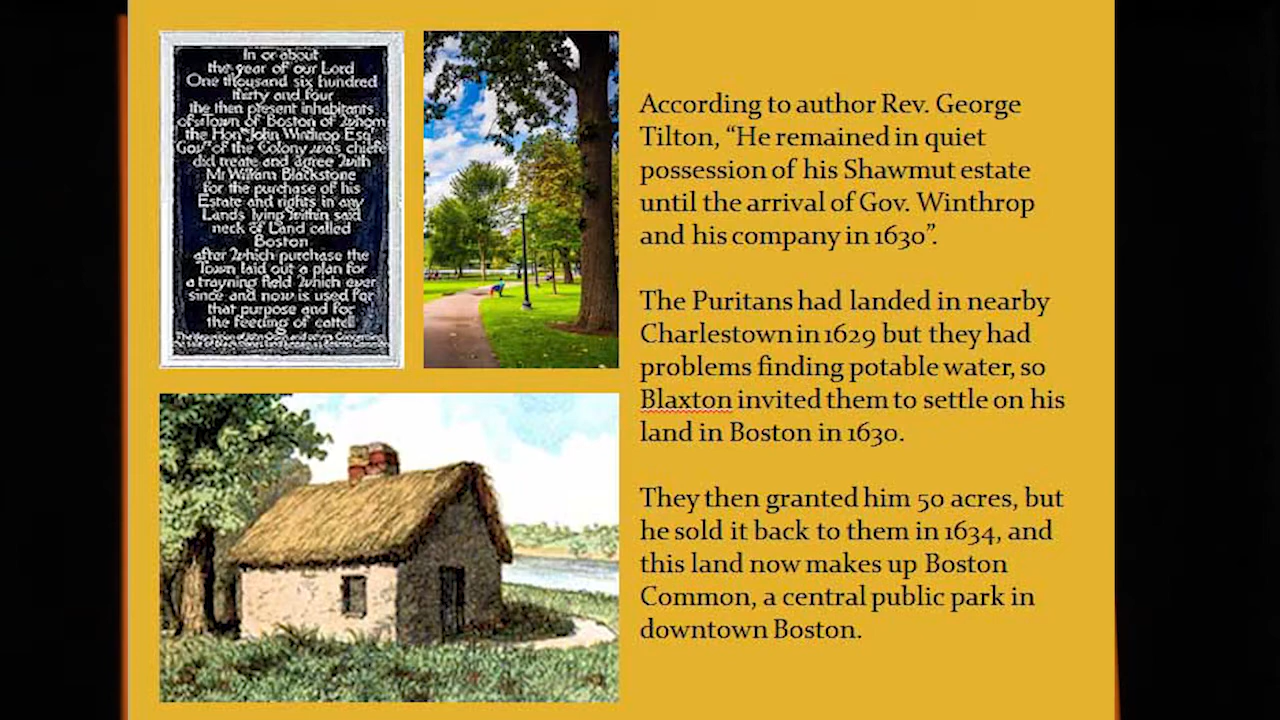 In or about
the year of our Lord
One thousand six hundred
thirty and four
the then present inhabitants
of sd Town of Boston of whom
the Honble John Winthrop Esqr
Govr of the Colony was chiefe
did treate and agree with
Mr William Blackstone
for the purchase of his
Estate and rights in any
Lands lying within said
neck of Land called
Boston
after which purchase the
Town laid out a plan for
a trayning field which ever
since and now is used for
that purpose and for
the feeding of cattell
According to author Rev. George
Tilton, “He remained in quiet
possession of his Shawmut estate
until the arrival of Gov. Winthrop
and his company in 1630”.
The Puritans had landed in nearby
Charlestown in 1629 but they had
problems finding potable water, so
Blaxton invited them to settle on his
land in Boston in 1630.
They then granted him 50 acres, but
he sold it back to them in 1634, and
this land now makes up Boston
Common, a central public park in
downtown Boston.